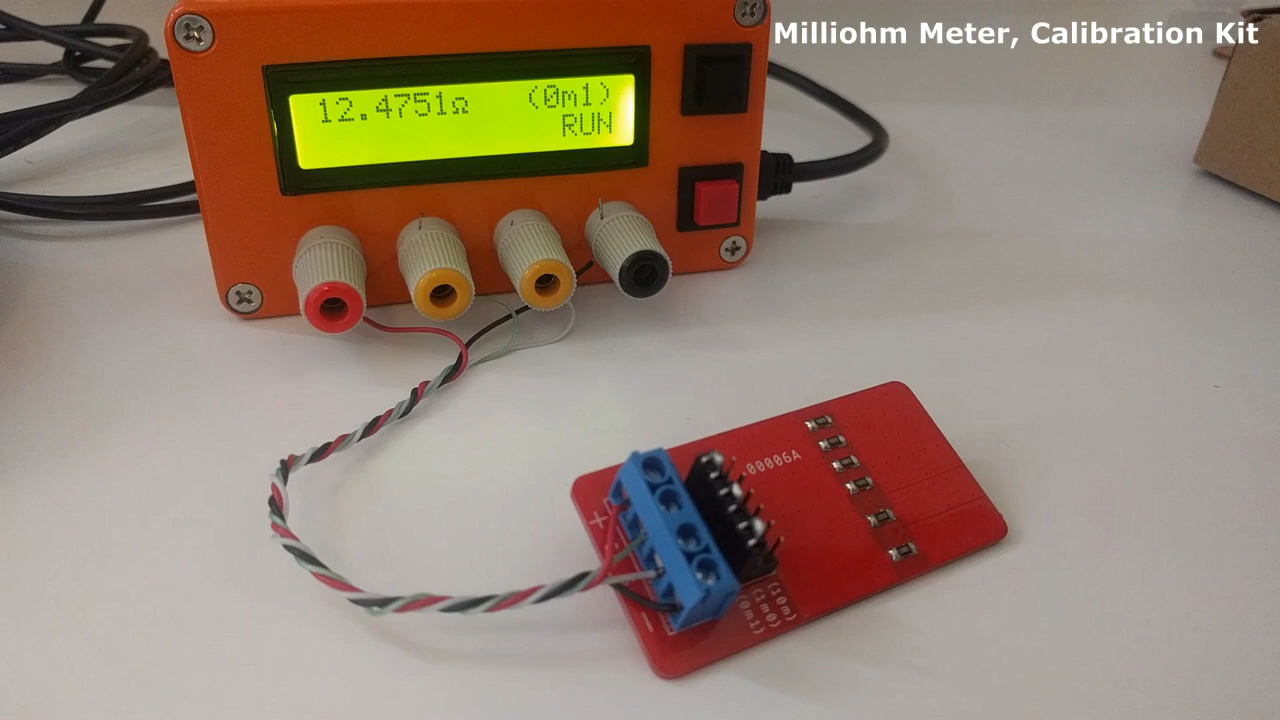 Milliohm Meter, Calibration Kit
12.4751Ω (0m1)
RUN
-00006A
+
(10m)
(1m0)
(0m1)
−